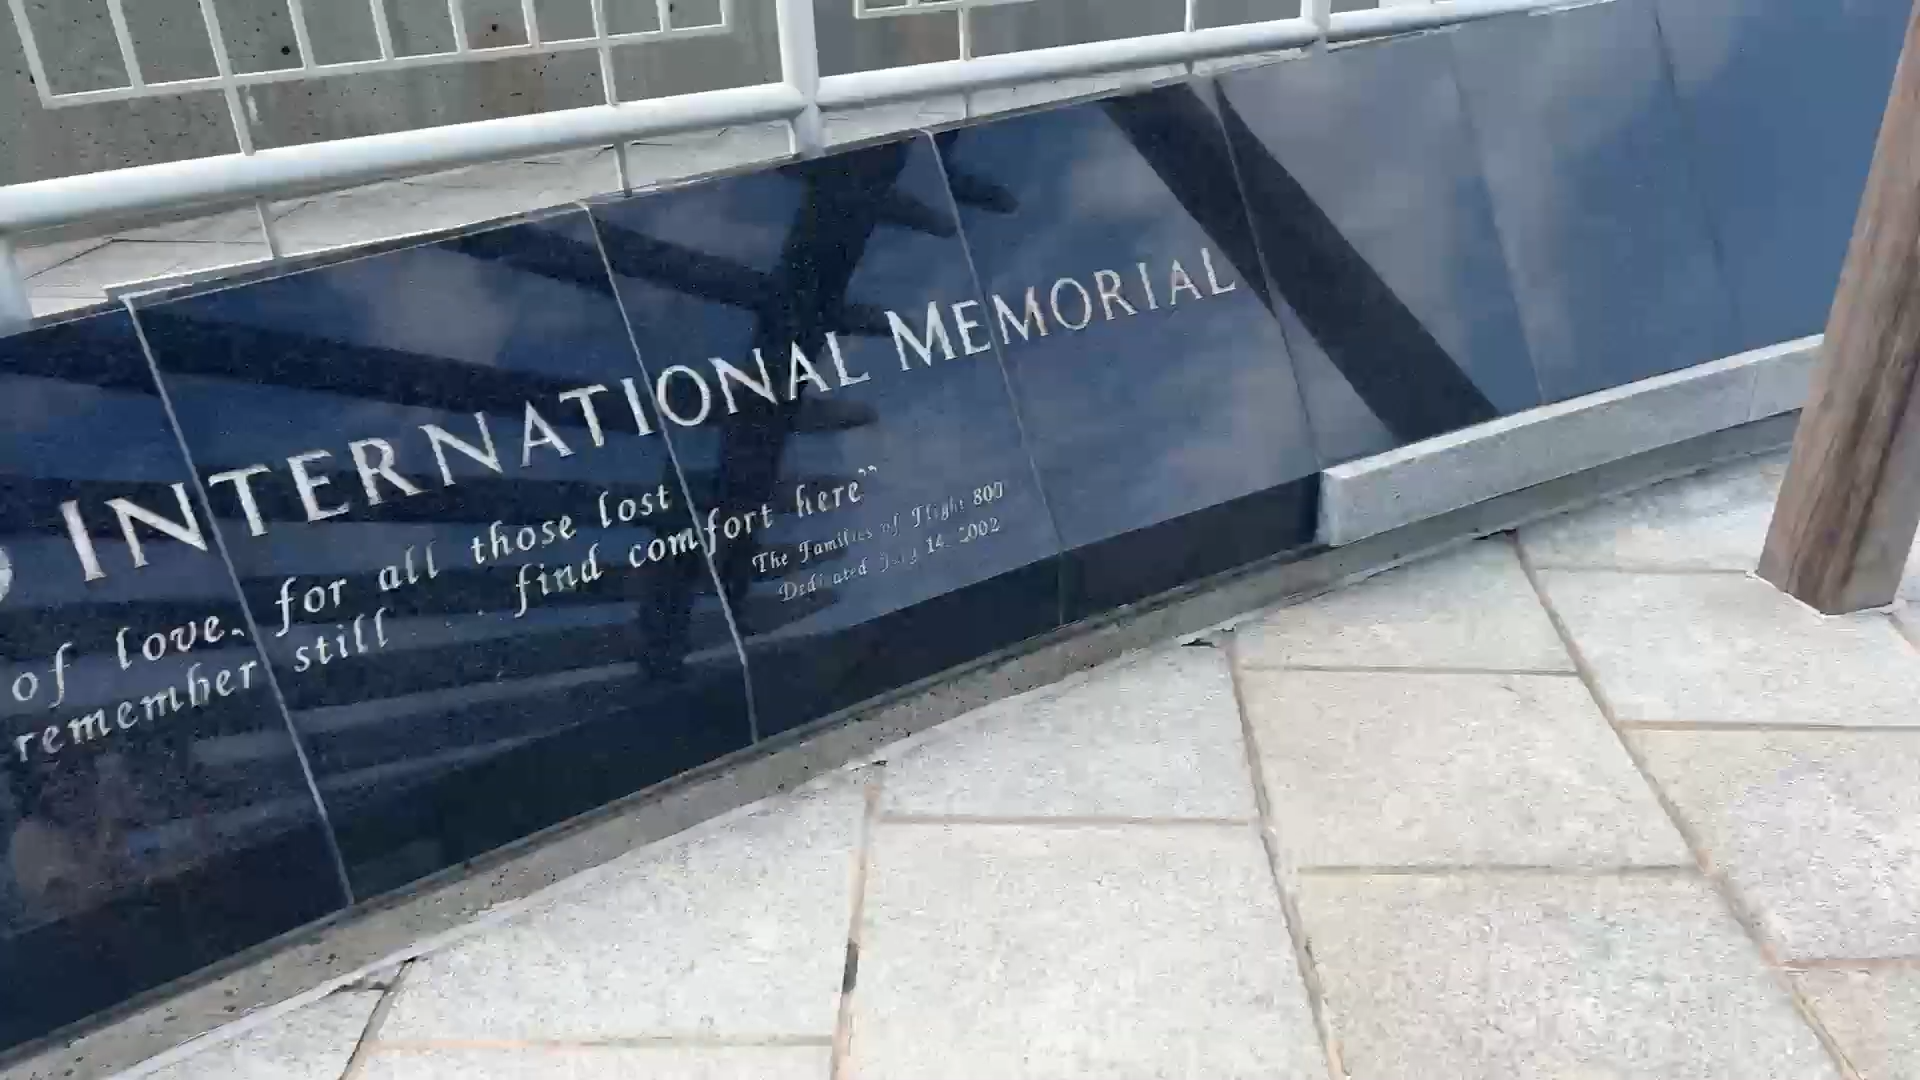 INTERNATIONAL MEMORIAL
of love, for all those lost
remember still . . . find comfort here”
The Families of Flight 800
Dedicated July 14, 2002